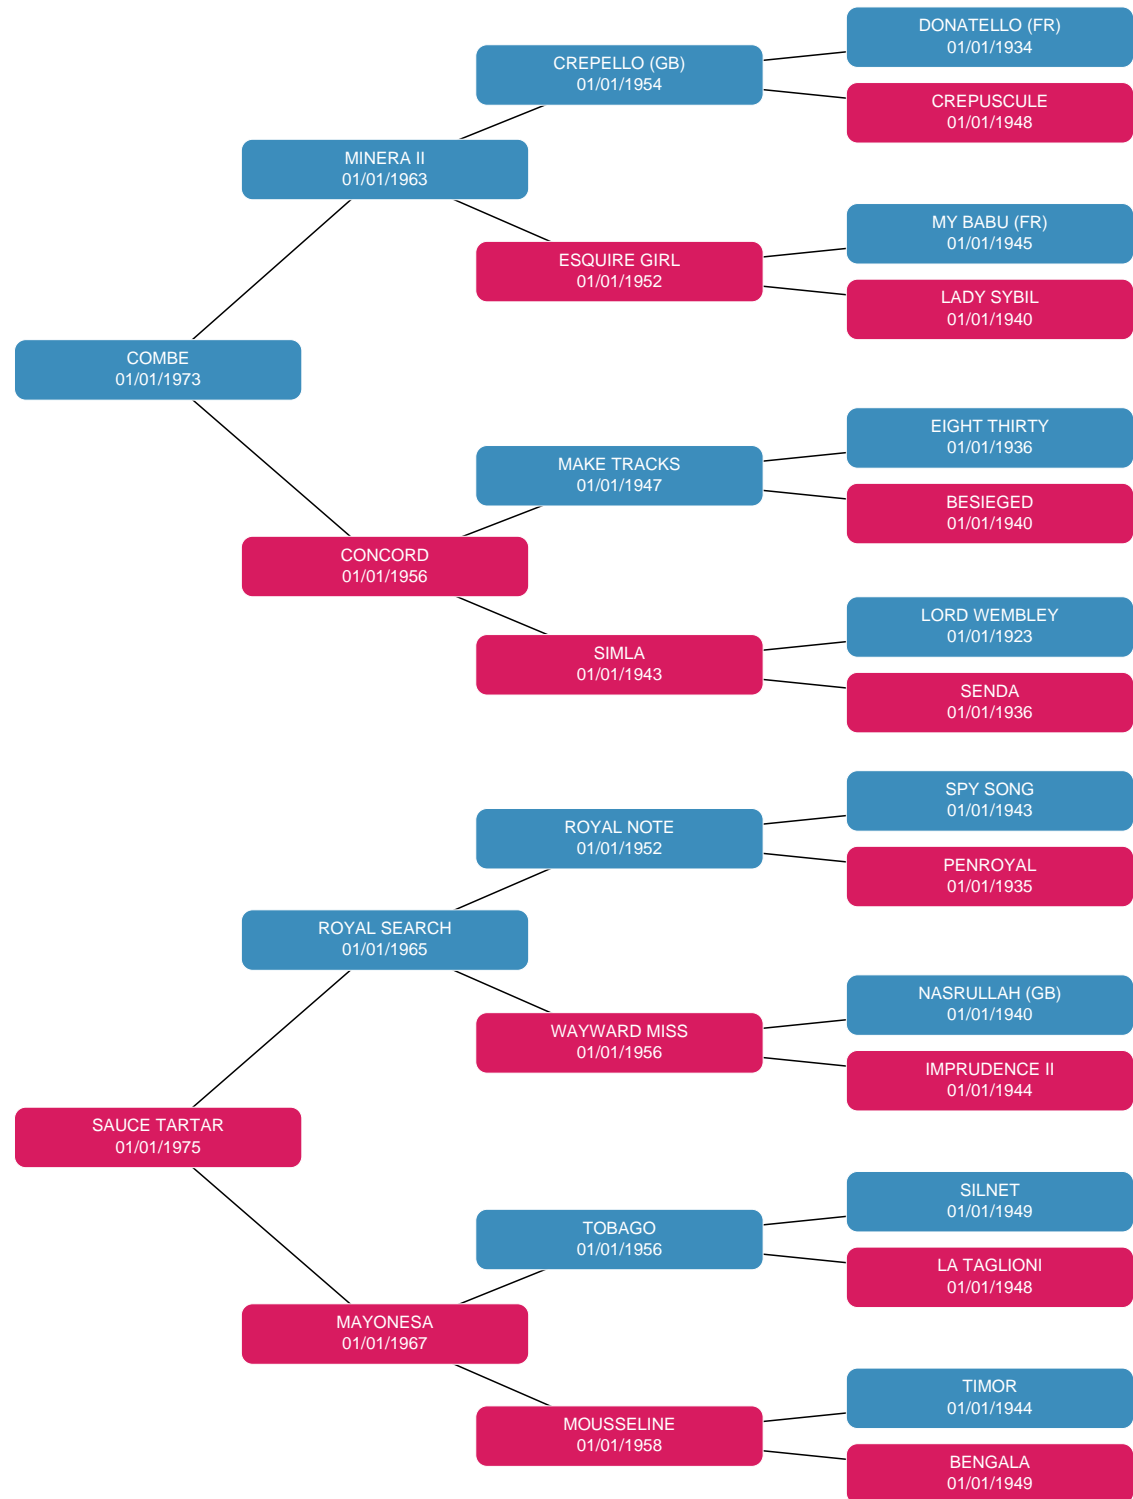 DONATELLO (FR)
01/01/1934
CREPELLO (GB)
01/01/1954
CREPUSCULE
01/01/1948
MINERA II
01/01/1963
MY BABU (FR)
01/01/1945
ESQUIRE GIRL
01/01/1952
LADY SYBIL
01/01/1940
COMBE
01/01/1973
EIGHT THIRTY
01/01/1936
MAKE TRACKS
01/01/1947
BESIEGED
01/01/1940
CONCORD
01/01/1956
LORD WEMBLEY
01/01/1923
SIMLA
01/01/1943
SENDA
01/01/1936
SPY SONG
01/01/1943
ROYAL NOTE
01/01/1952
PENROYAL
01/01/1935
ROYAL SEARCH
01/01/1965
NASRULLAH (GB)
01/01/1940
WAYWARD MISS
01/01/1956
IMPRUDENCE II
01/01/1944
SAUCE TARTAR
01/01/1975
SILNET
01/01/1949
TOBAGO
01/01/1956
LA TAGLIONI
01/01/1948
MAYONESA
01/01/1967
TIMOR
01/01/1944
MOUSSELINE
01/01/1958
BENGALA
01/01/1949